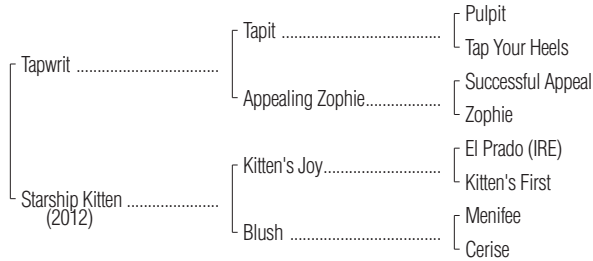 Pulpit
Tapit
Tap Your Heels
Tapwrit
Successful Appeal
Appealing Zophie
Zophie
El Prado (IRE)
Kitten's Joy
Kitten's First
Starship Kitten
(2012)
Menifee
Blush
Cerise